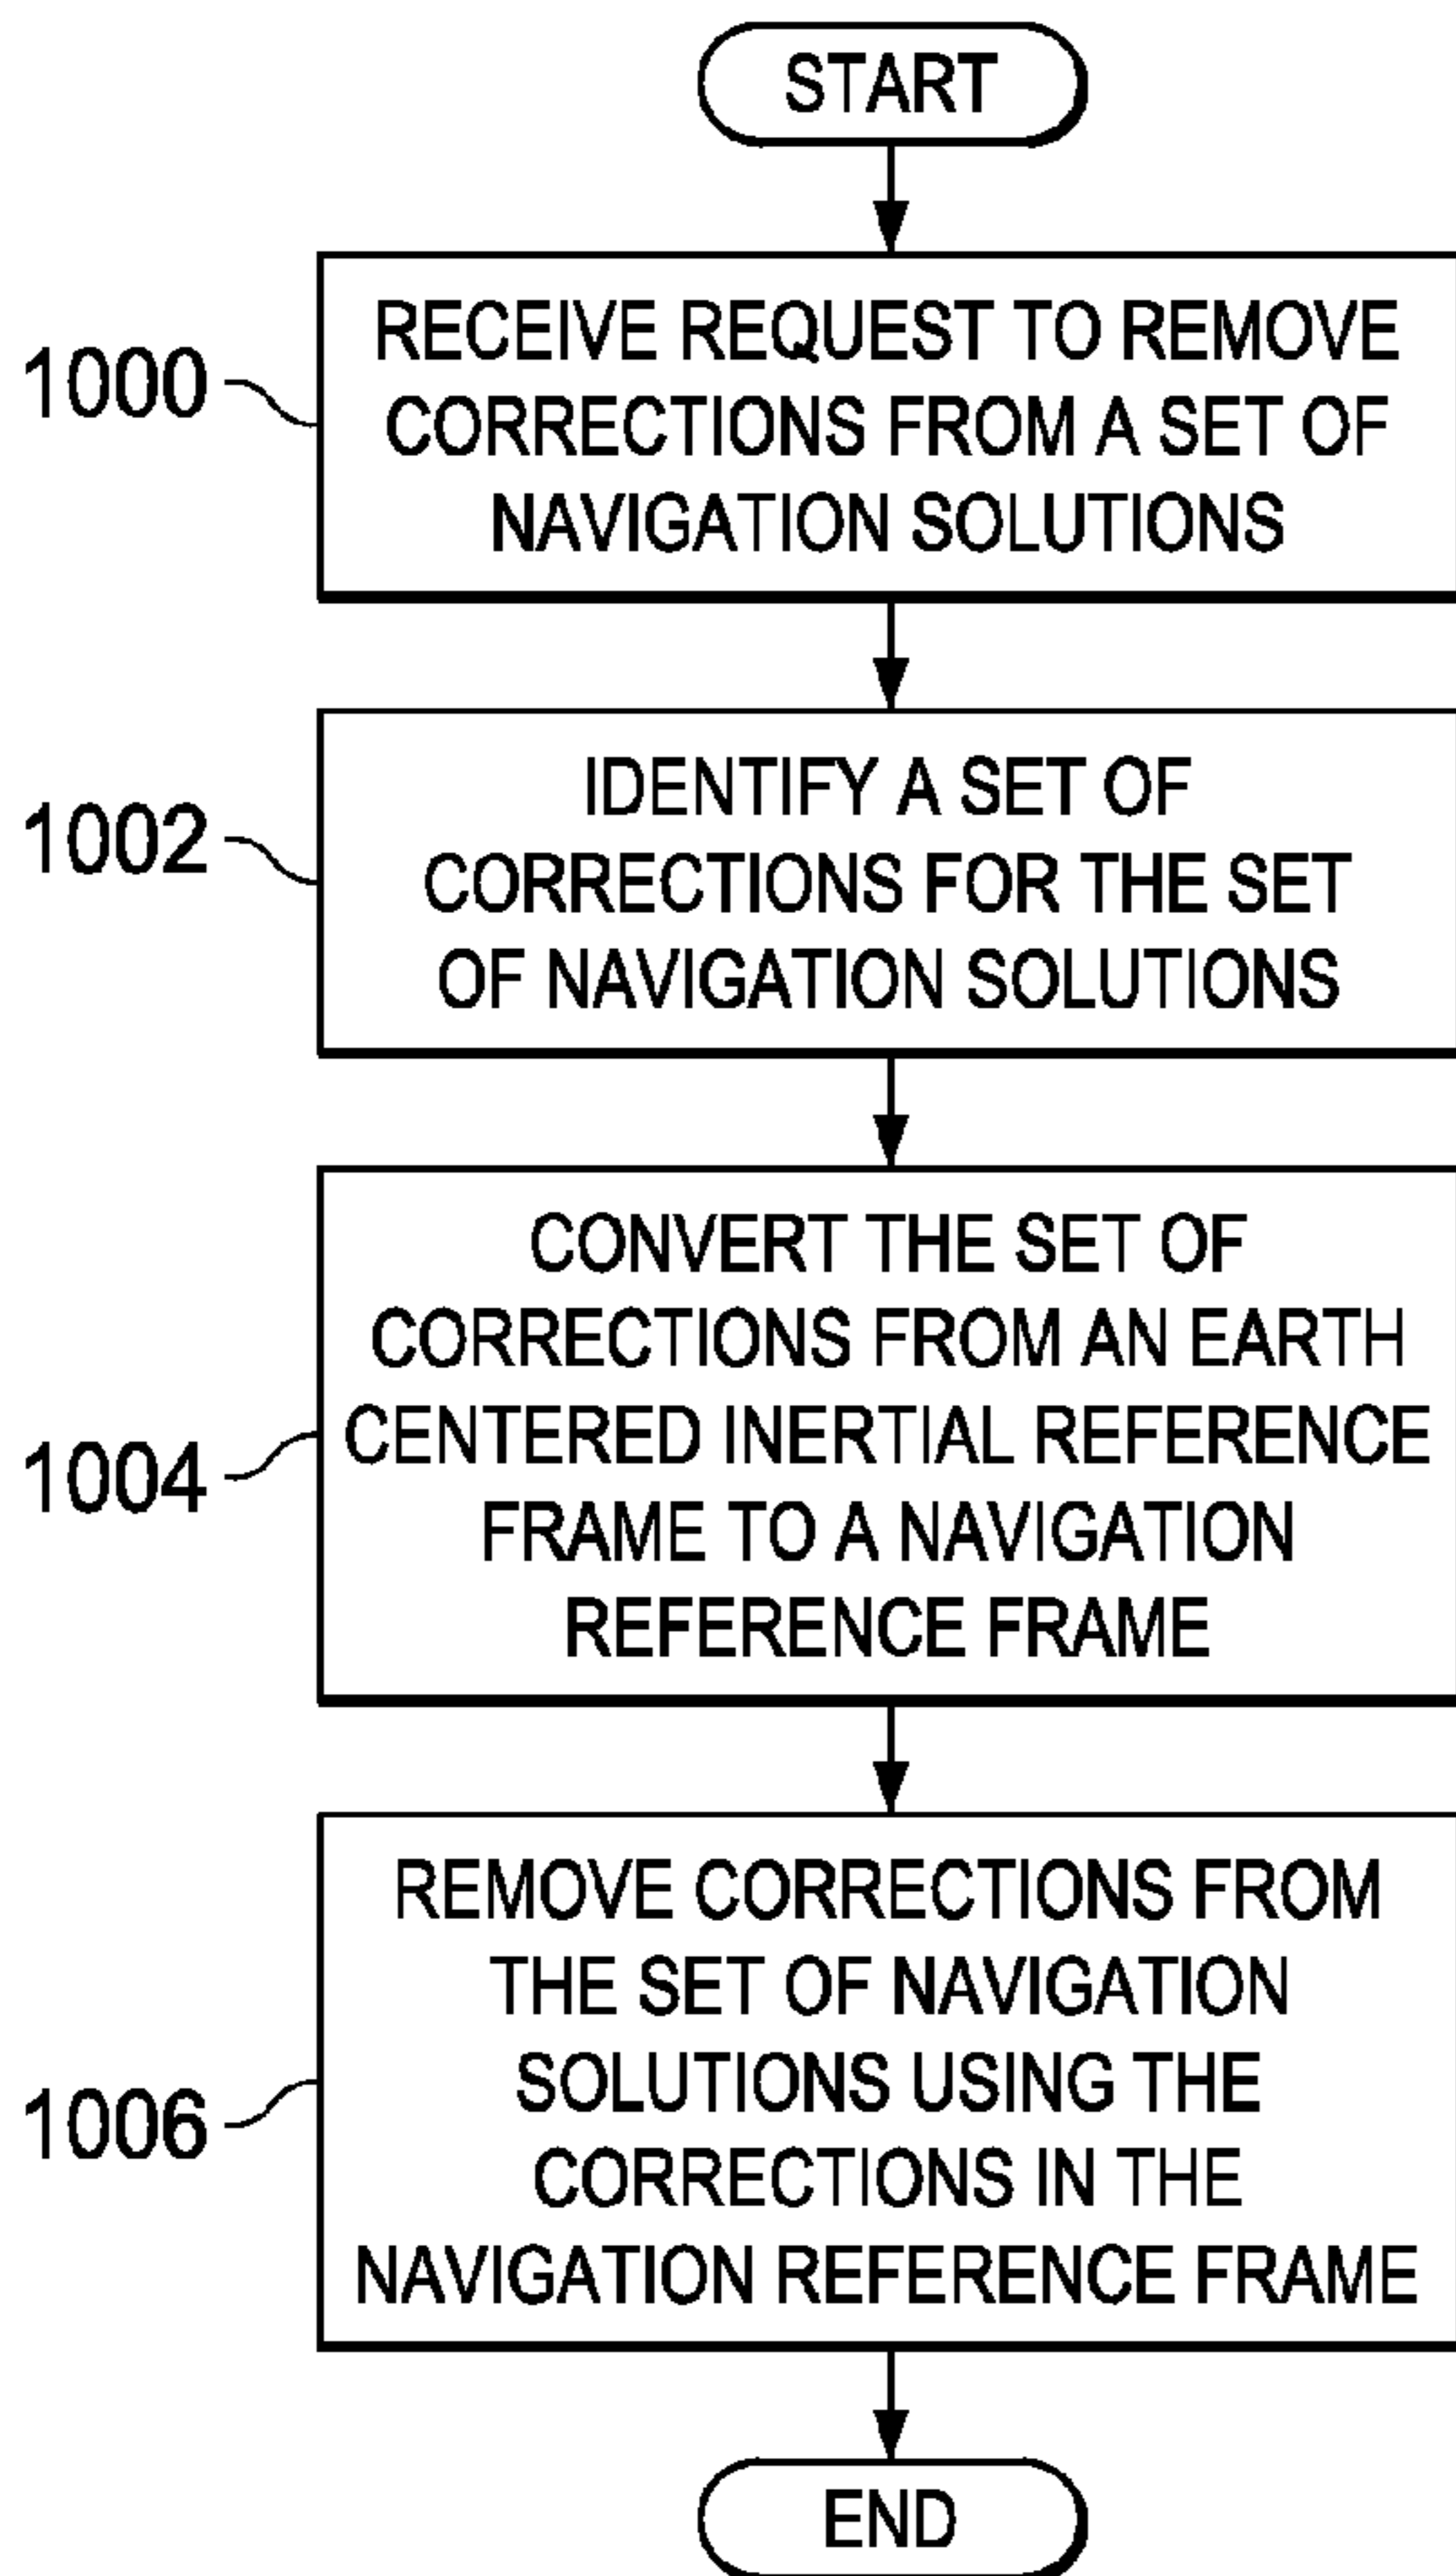 START
1000
RECEIVE REQUEST TO REMOVE
CORRECTIONS FROM A SET OF
NAVIGATION SOLUTIONS
1002
IDENTIFY A SET OF
CORRECTIONS FOR THE SET
OF NAVIGATION SOLUTIONS
1004
CONVERT THE SET OF
CORRECTIONS FROM AN EARTH
CENTERED INERTIAL REFERENCE
FRAME TO A NAVIGATION
REFERENCE FRAME
1006
REMOVE CORRECTIONS FROM
THE SET OF NAVIGATION
SOLUTIONS USING THE
CORRECTIONS IN THE
NAVIGATION REFERENCE FRAME
END